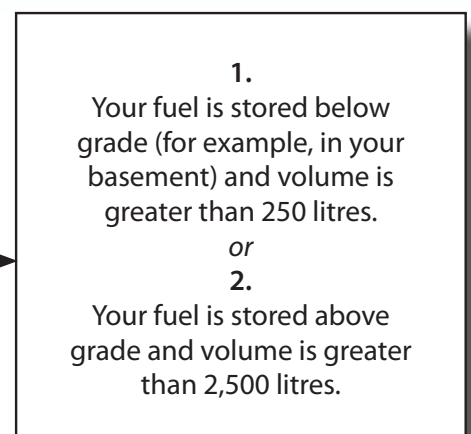 1.
Your fuel is stored below
grade (for example, in your
basement) and volume is
greater than 250 litres.
or
2.
Your fuel is stored above
grade and volume is greater
than 2,500 litres.